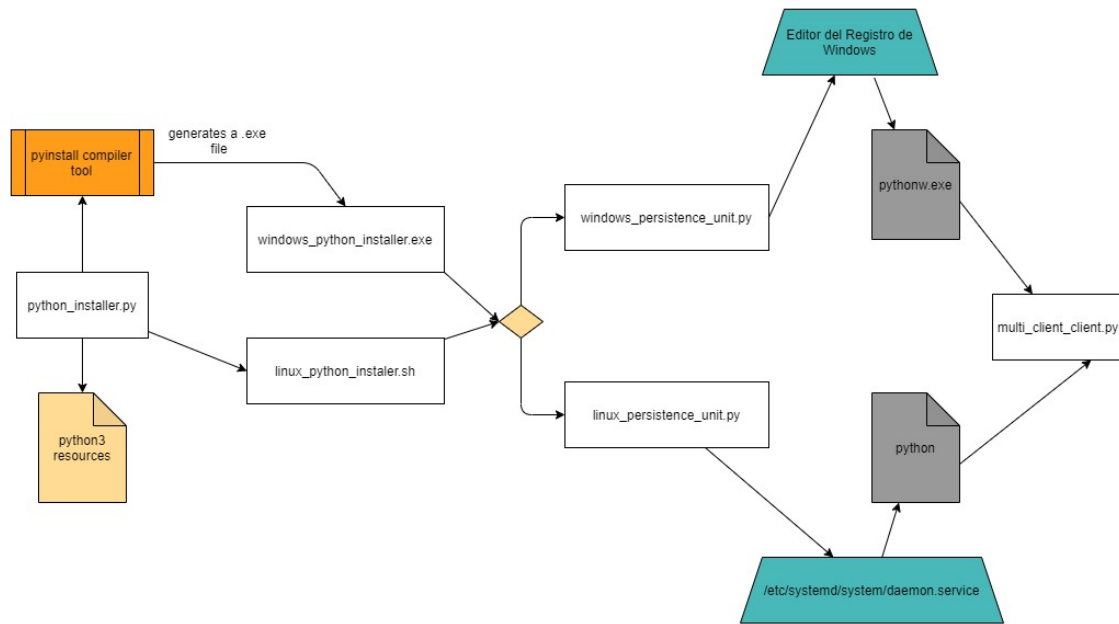 Editor del Registro de
Windows
generates a .exe
file
pyinstall compiler
tool
pythonw.exe
windows_persistence_unit.py
windows_python_installer.exe
python_installer.py
multi_client_client.py
linux_python_instaler.sh
linux_persistence_unit.py
python3
resources
python
/etc/systemd/system/daemon.service